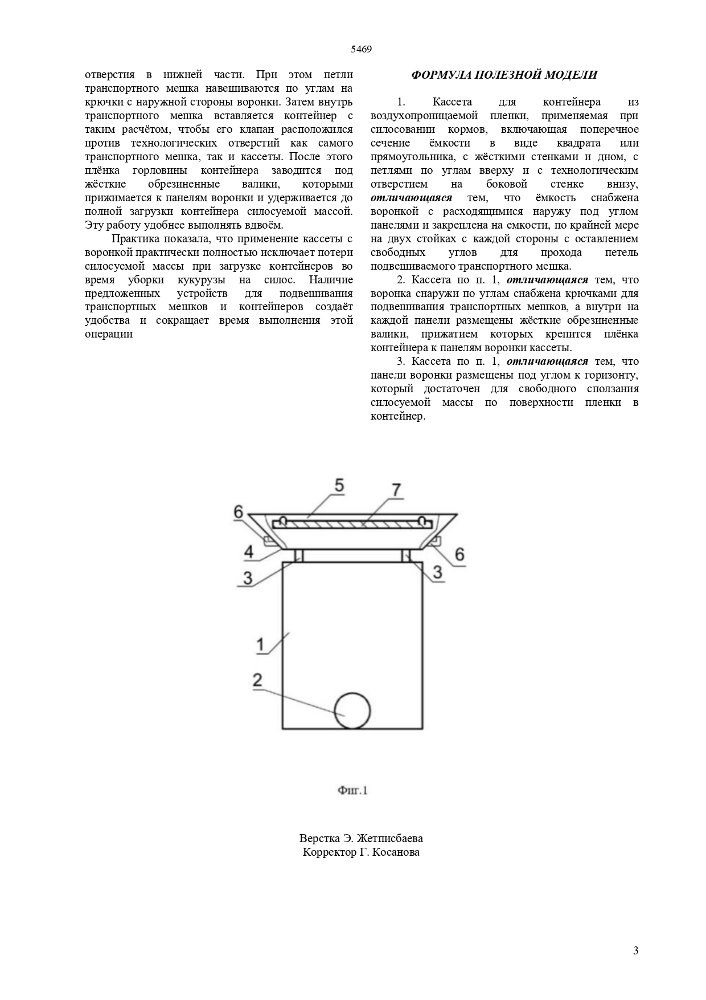 5469
отверстия в нижней части. При этом петли
транспортного мешка навешиваются по углам на
крючки с наружной стороны воронки. Затем внутрь
транспортного мешка вставляется контейнер с
таким расчётом, чтобы его клапан расположился
против технологических отверстий как самого
транспортного мешка, так и кассеты. После этого
плёнка горловины контейнера заводится под
жёсткие обрезиненные валики, которыми
прижимается к панелям воронки и удерживается до
полной загрузки контейнера силосуемой массой.
Эту работу удобнее выполнять вдвоём.
Практика показала, что применение кассеты с
воронкой практически полностью исключает потери
силосуемой массы при загрузке контейнеров во
время уборки кукурузы на силос. Наличие
предложенных устройств для подвешивания
транспортных мешков и контейнеров создаёт
удобства и сокращает время выполнения этой
операции
ФОРМУЛА ПОЛЕЗНОЙ МОДЕЛИ
1. Кассета для контейнера из
воздухопроницаемой пленки, применяемая при
силосовании кормов, включающая поперечное
сечение ёмкости в виде квадрата или
прямоугольника, с жёсткими стенками и дном, с
петлями по углам вверху и с технологическим
отверстием на боковой стенке внизу,
отличающаяся тем, что ёмкость снабжена
воронкой с расходящимися наружу под углом
панелями и закреплена на емкости, по крайней мере
на двух стойках с каждой стороны с оставлением
свободных углов для прохода петель
подвешиваемого транспортного мешка.
2. Кассета по п. 1, отличающаяся тем, что
воронка снаружи по углам снабжена крючками для
подвешивания транспортных мешков, а внутри на
каждой панели размещены жёсткие обрезиненные
валики, прижатием которых крепится плёнка
контейнера к панелям воронки кассеты.
3. Кассета по п. 1, отличающаяся тем, что
панели воронки размещены под углом к горизонту,
который достаточен для свободного сползания
силосуемой массы по поверхности пленки в
контейнер.
5
7
6
4
6
3
3
1
2
Фиг.1
Верстка Э. Жетписбаева
Корректор Г. Косанова
3